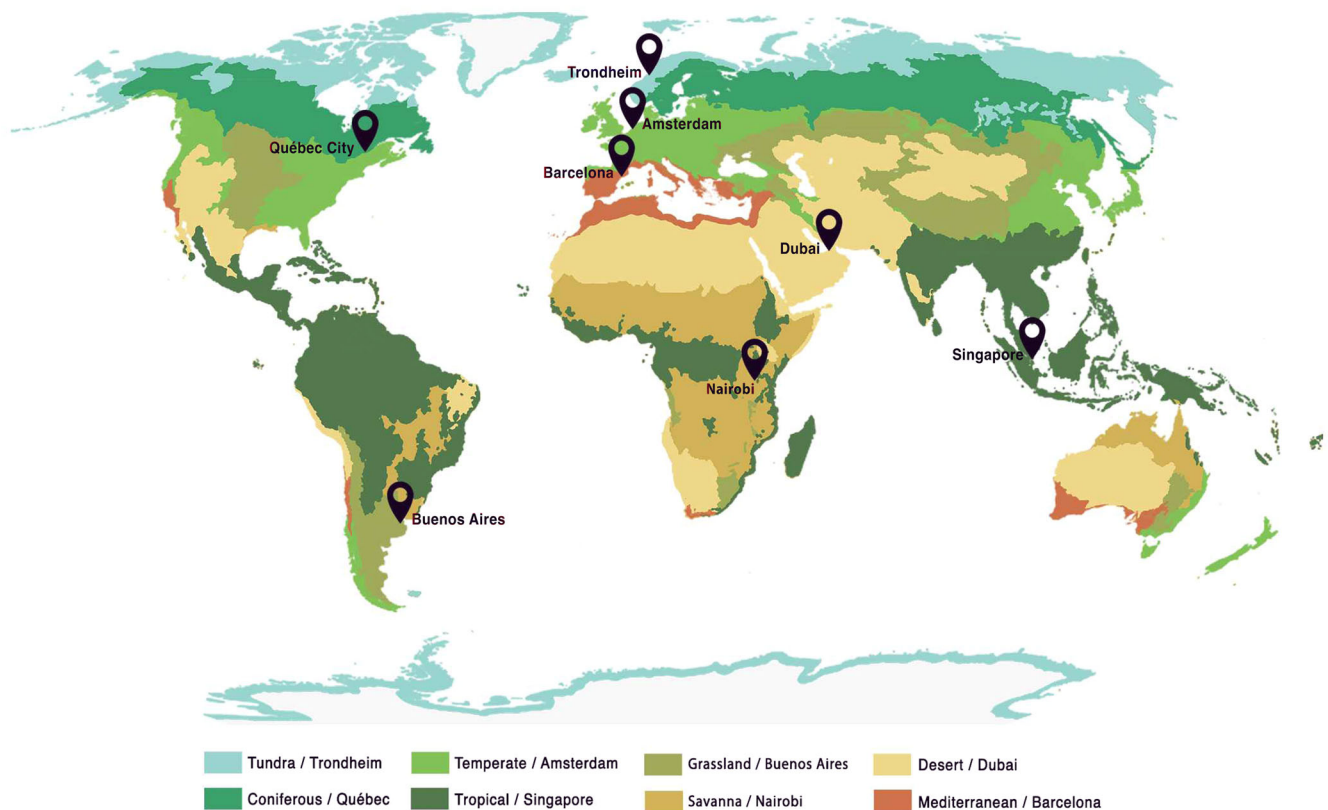 Trondheim
Amsterdam
Québec City
Barcelona
Dubai
Singapore
Nairobi
Buenos Aires
Tundra / Trondheim
Temperate / Amsterdam
Grassland / Buenos Aires
Desert / Dubai
Coniferous / Québec
Tropical / Singapore
Savanna / Nairobi
Mediterranean / Barcelona